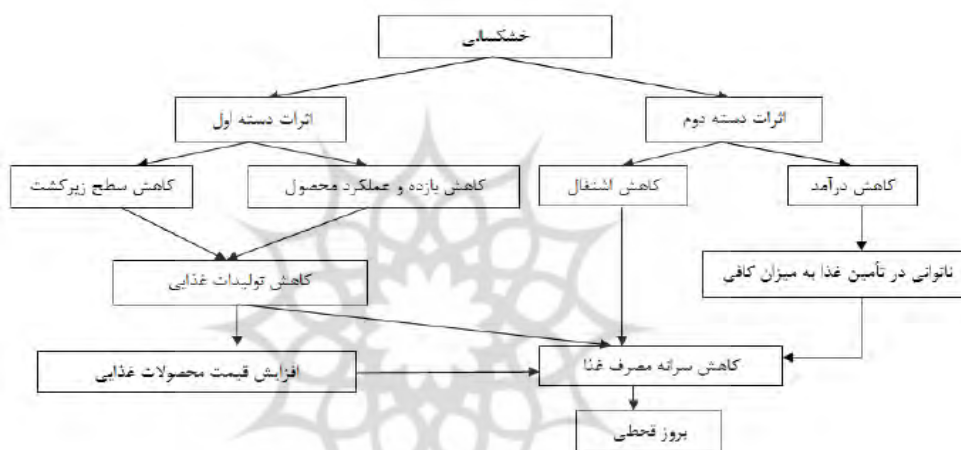 خشکسالی
اثرات دسته دوم
اثرات دسته اول
کاهش درآمد
کاهش اشتغال
کاهش بازده و عملکرد محصول
کاهش سطح زیرکشت
ناتوانی در تأمین غذا به میزان کافی
کاهش تولیدات غذایی
کاهش سرانه مصرف غذا
افزایش قیمت محصولات غذایی
بروز قحطی